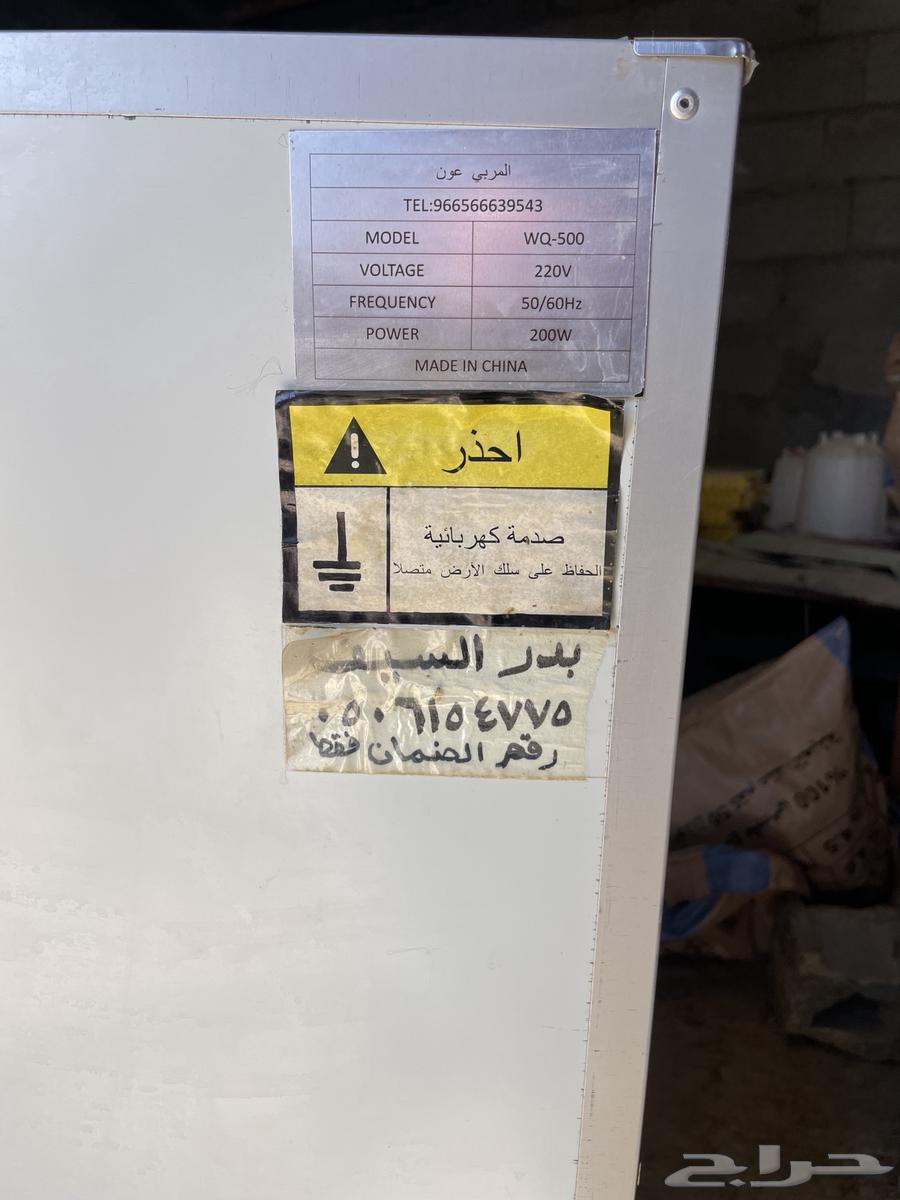 المربي عون
TEL:966566639543
MODEL WQ-500
VOLTAGE 220V
FREQUENCY 50/60Hz
POWER 200W
MADE IN CHINA
احذر
صدمة كهربائية
الحفاظ على سلك الأرض متصلا
بدر
٠٥٠٦١٥٤٧٧٥
رقم الضمان فقط
%100
حراج